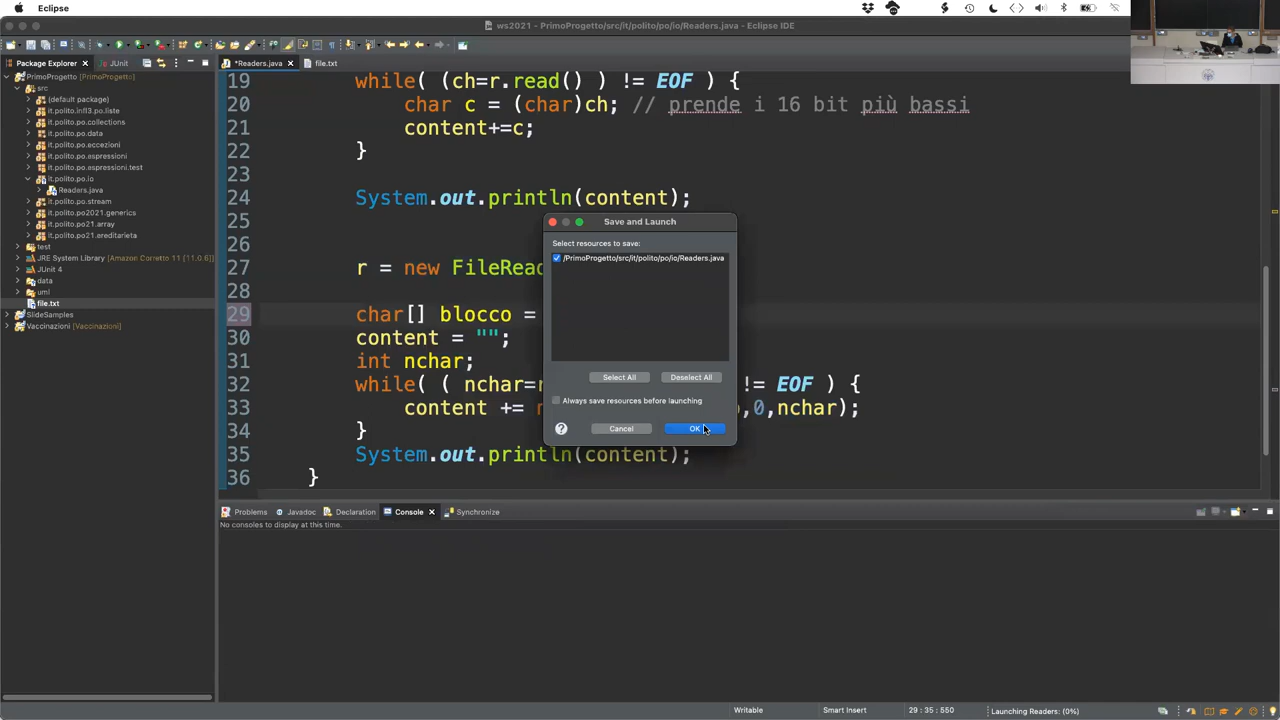 Eclipse
ws2021 - PrimoProgetto/src/it/polito/po/io/Readers.java - Eclipse IDE
Package Explorer
JUnit
*Readers.java
file.txt
PrimoProgetto [PrimoProgetto]
src
(default package)
it.polito.infl3.po.liste
it.polito.po.collections
it.polito.po.data
it.polito.po.eccezioni
it.polito.po.espressioni
it.polito.po.espressioni.test
it.polito.po.io
Readers.java
it.polito.po.stream
it.polito.po2021.generics
it.polito.po21.array
it.polito.po21.ereditarieta
test
JRE System Library [Amazon Corretto 11 [11.0.6]]
JUnit 4
data
uml
file.txt
SlideSamples
Vaccinazioni [Vaccinazioni]
19 while( (ch=r.read() ) != EOF ) {
20 char c = (char)ch; // prende i 16 bit più bassi
21 content+=c;
22 }
23
24 System.out.println(content);
25
26
27 r = new FileRead
28
29 char[] blocco =
30 content = "";
31 int nchar;
32 while( ( nchar= != EOF ) {
33 content += ,0,nchar);
34 }
35 System.out.println(content);
36 }
Save and Launch
Select resources to save:
/PrimoProgetto/src/it/polito/po/io/Readers.java
Select All
Deselect All
Always save resources before launching
?
Cancel
OK
Problems
Javadoc
Declaration
Console
Synchronize
No consoles to display at this time.
Writable
Smart Insert
29 : 35 : 550
Launching Readers: (0%)